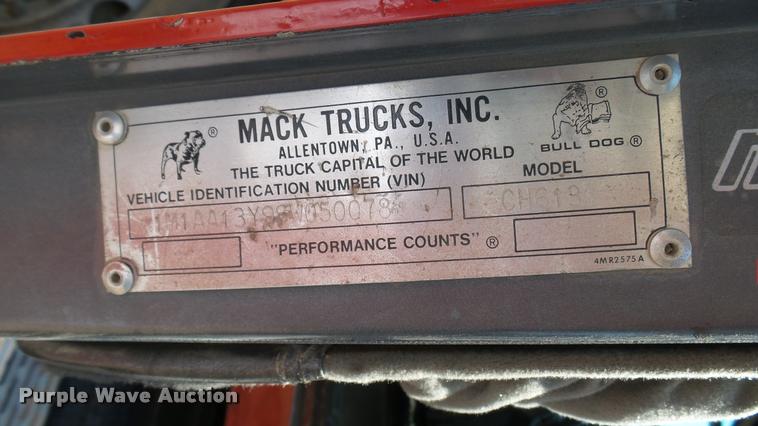 MACK TRUCKS, INC.
ALLENTOWN, PA., U.S.A.
THE TRUCK CAPITAL OF THE WORLD
BULL DOG ®
VEHICLE IDENTIFICATION NUMBER (VIN)
MODEL
CH613
"PERFORMANCE COUNTS" ®
4MR2575A
Purple Wave Auction